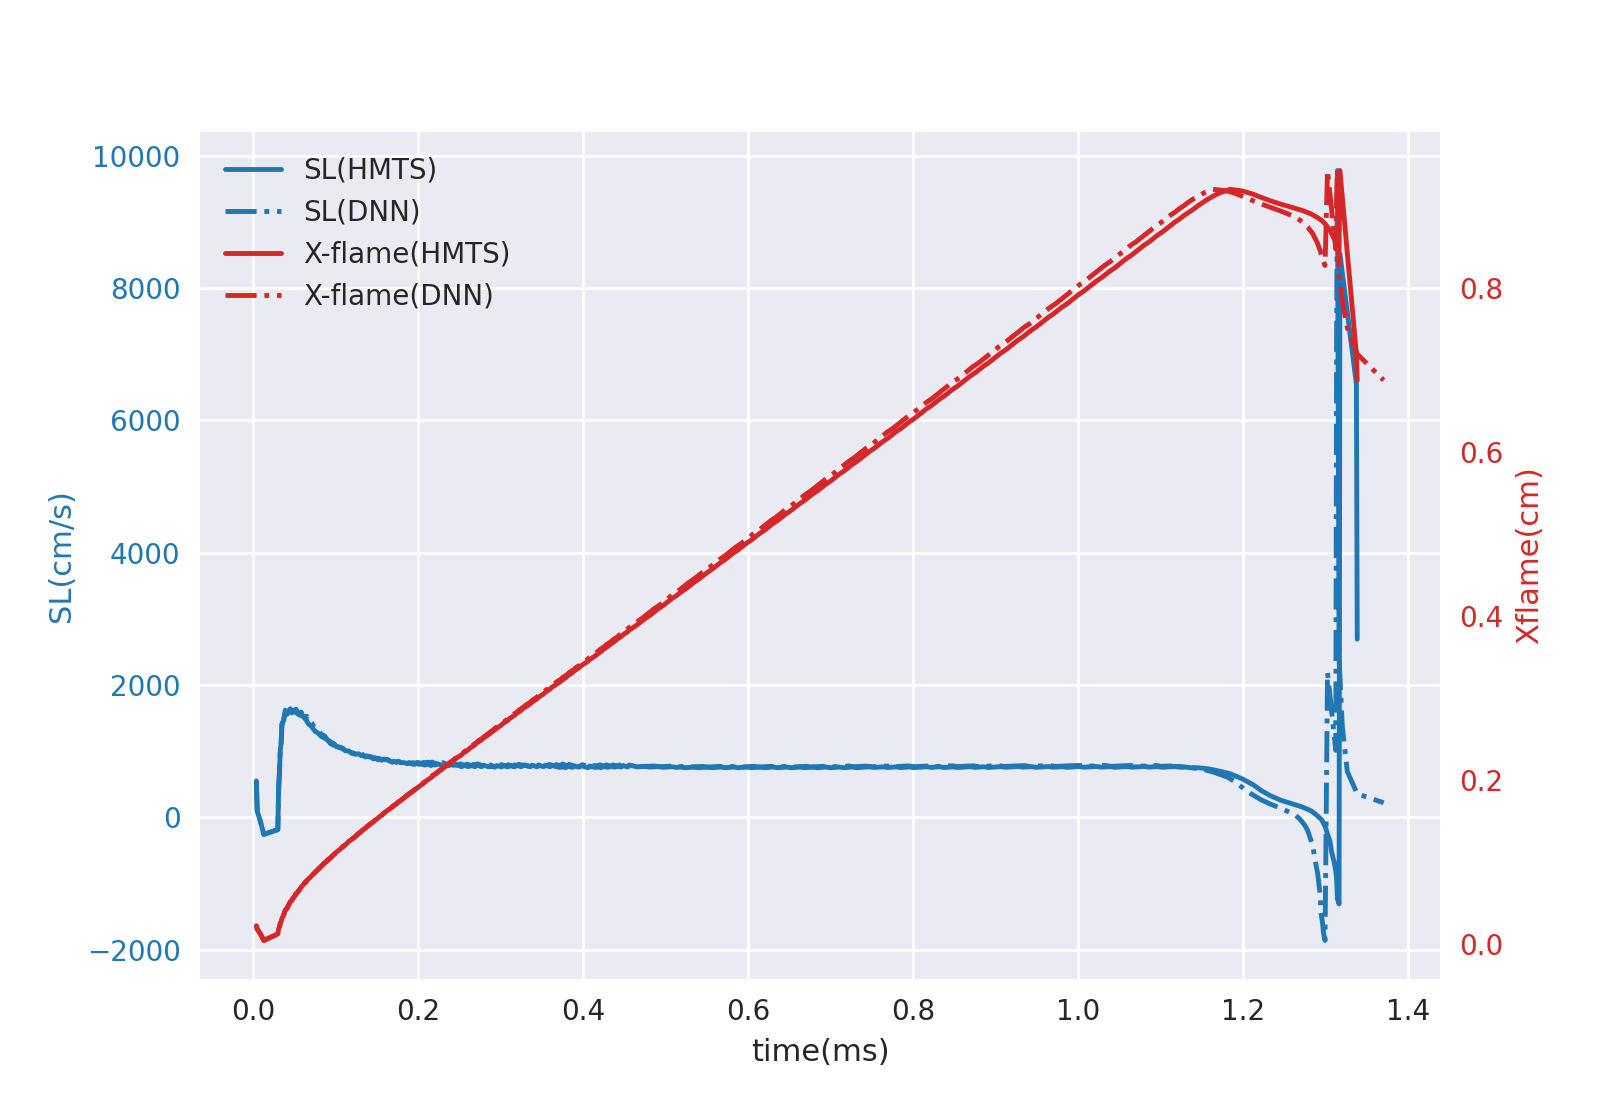 SL(HMTS)
SL(DNN)
X-flame(HMTS)
X-flame(DNN)
10000
8000
6000
4000
2000
0
−2000
SL(cm/s)
0.8
0.6
0.4
0.2
0.0
Xflame(cm)
0.0 0.2 0.4 0.6 0.8 1.0 1.2 1.4
time(ms)